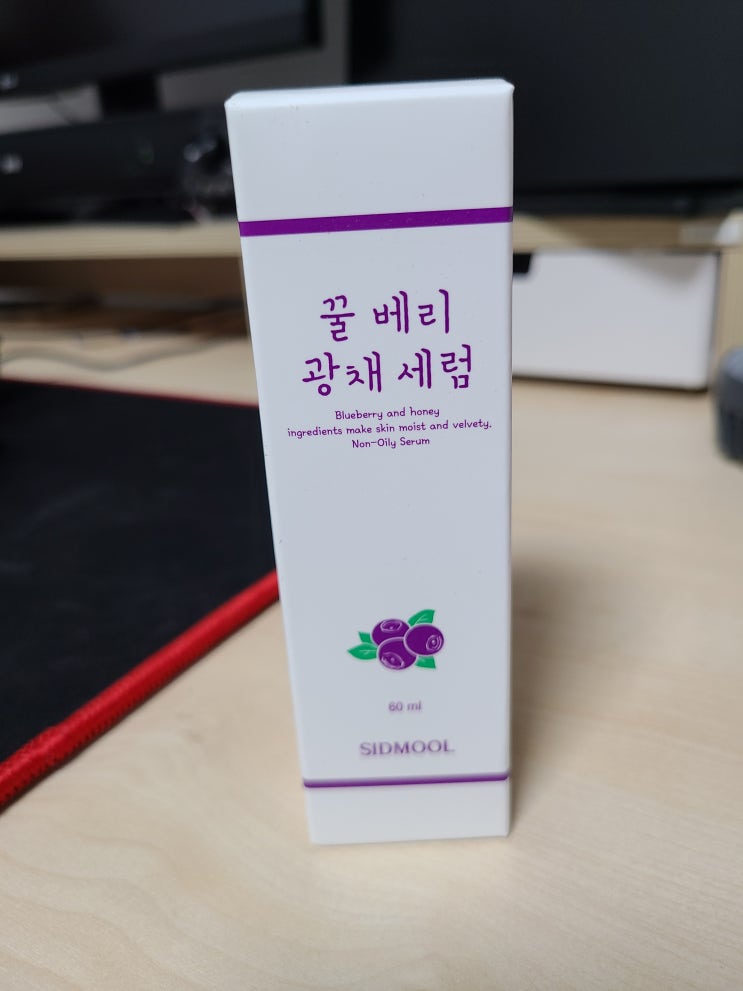 꿀 베리
광채 세럼
Blueberry and honey
ingredients make skin moist and velvety.
Non-Oily Serum
60 ml
SIDMOOL